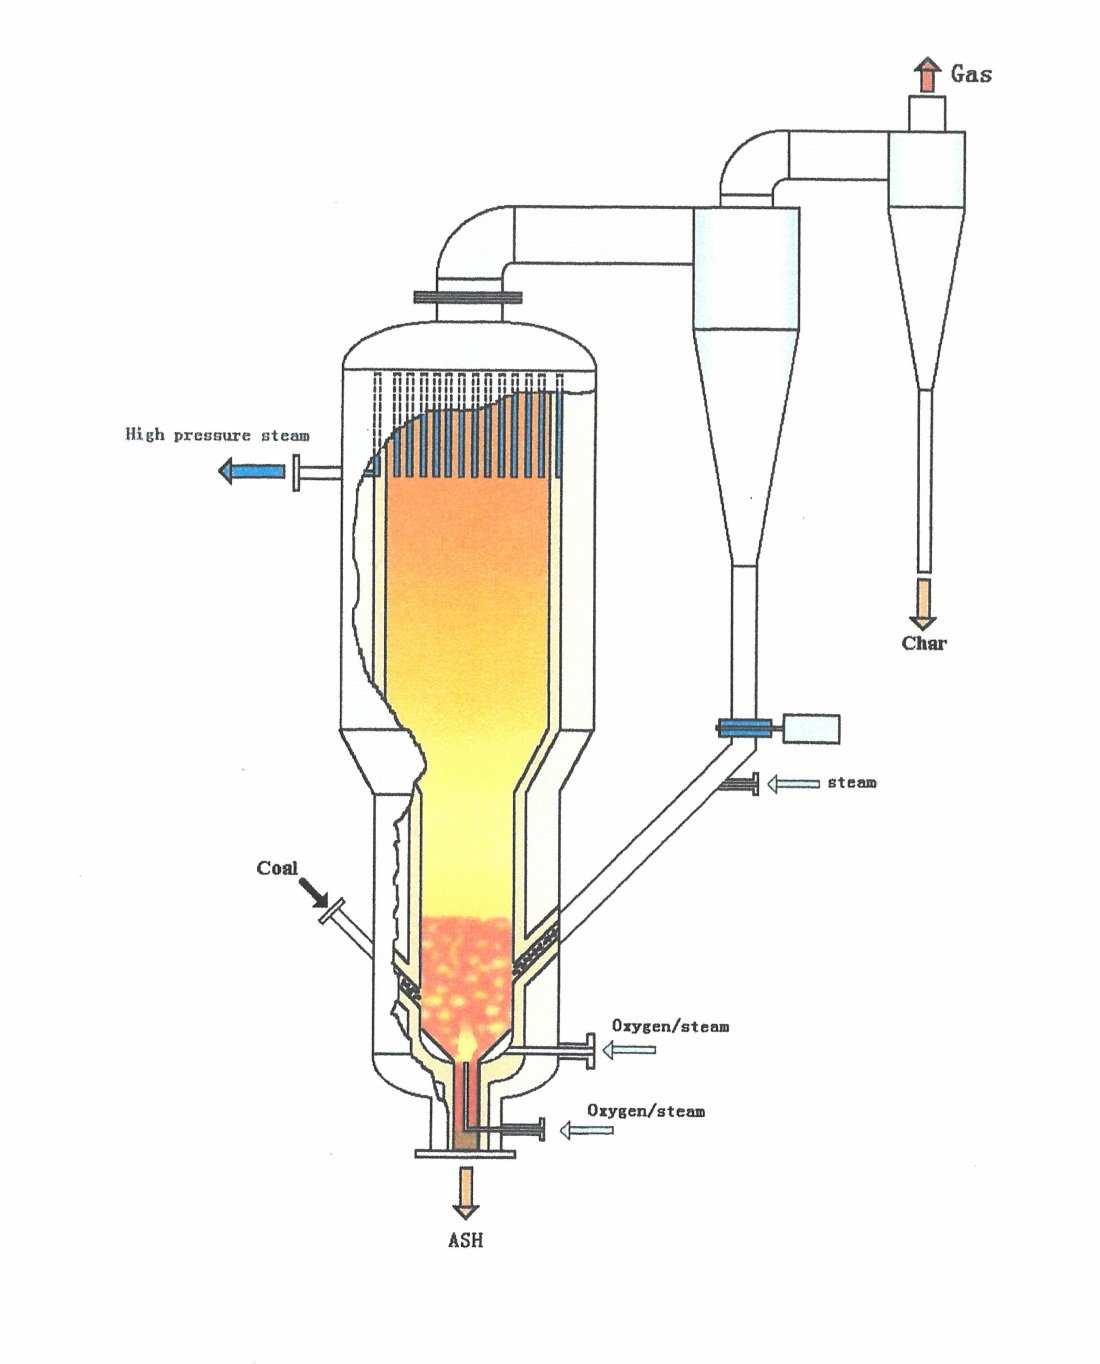 Gas
High pressure steam
Char
steam
Coal
Oxygen/steam
Oxygen/steam
ASH